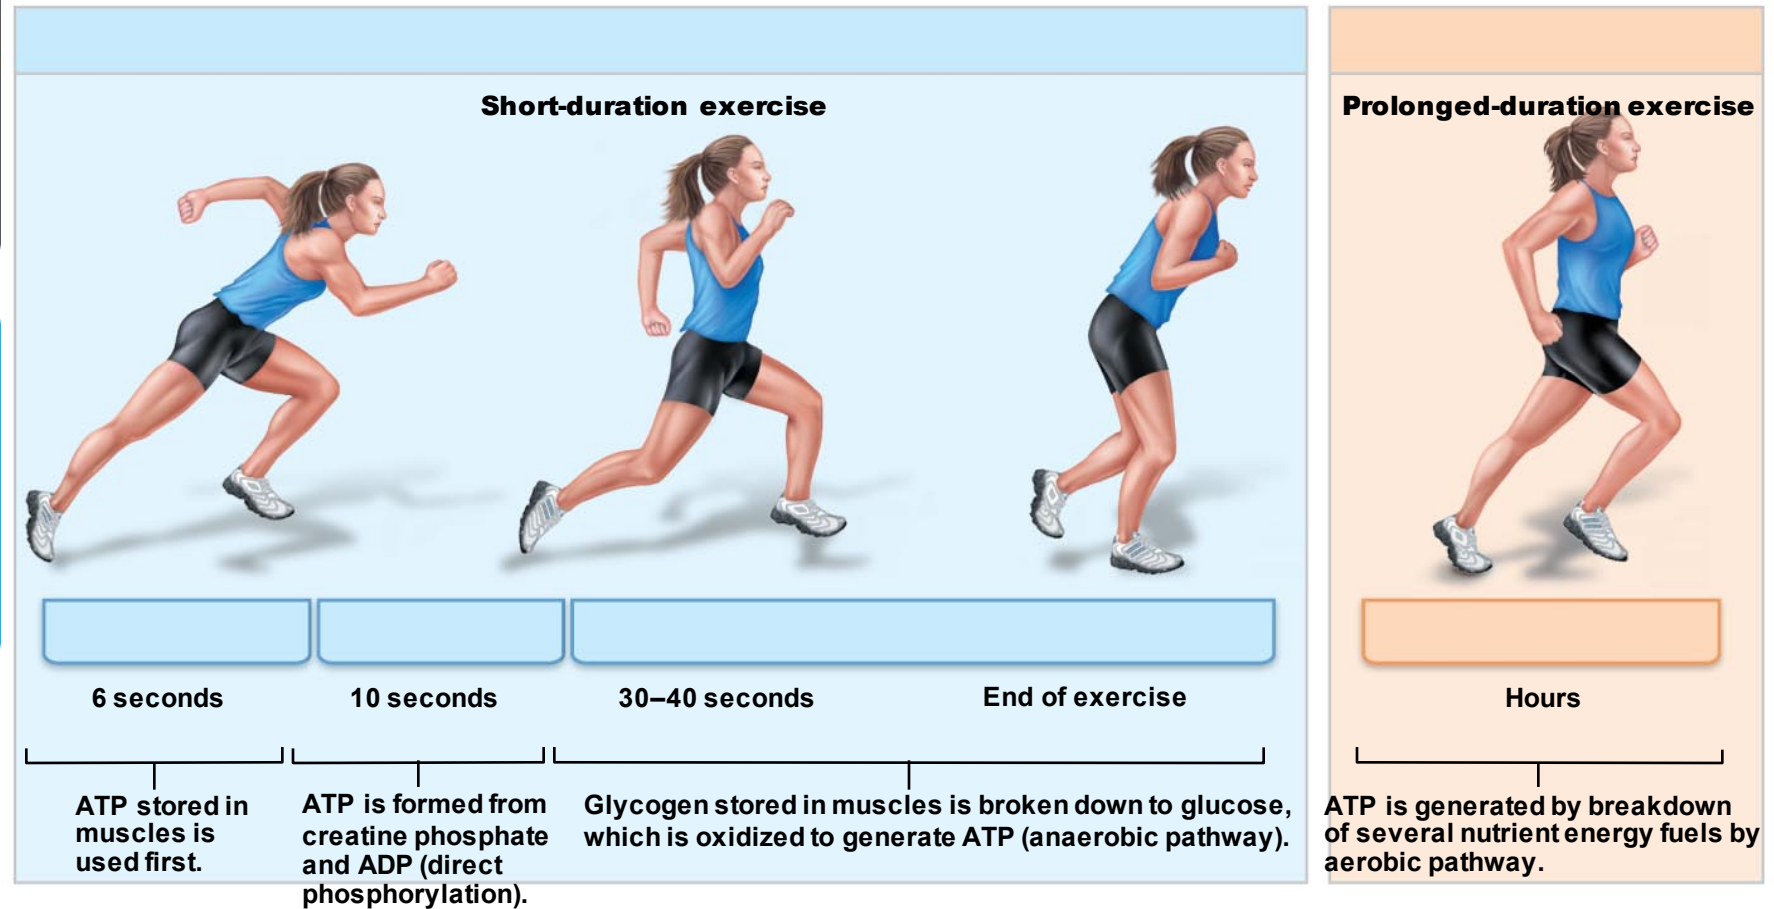 Short-duration exercise
Prolonged-duration exercise
6 seconds
10 seconds
30–40 seconds
End of exercise
Hours
ATP stored in
muscles is
used first.
ATP is formed from
creatine phosphate
and ADP (direct
phosphorylation).
Glycogen stored in muscles is broken down to glucose,
which is oxidized to generate ATP (anaerobic pathway).
ATP is generated by breakdown
of several nutrient energy fuels by
aerobic pathway.